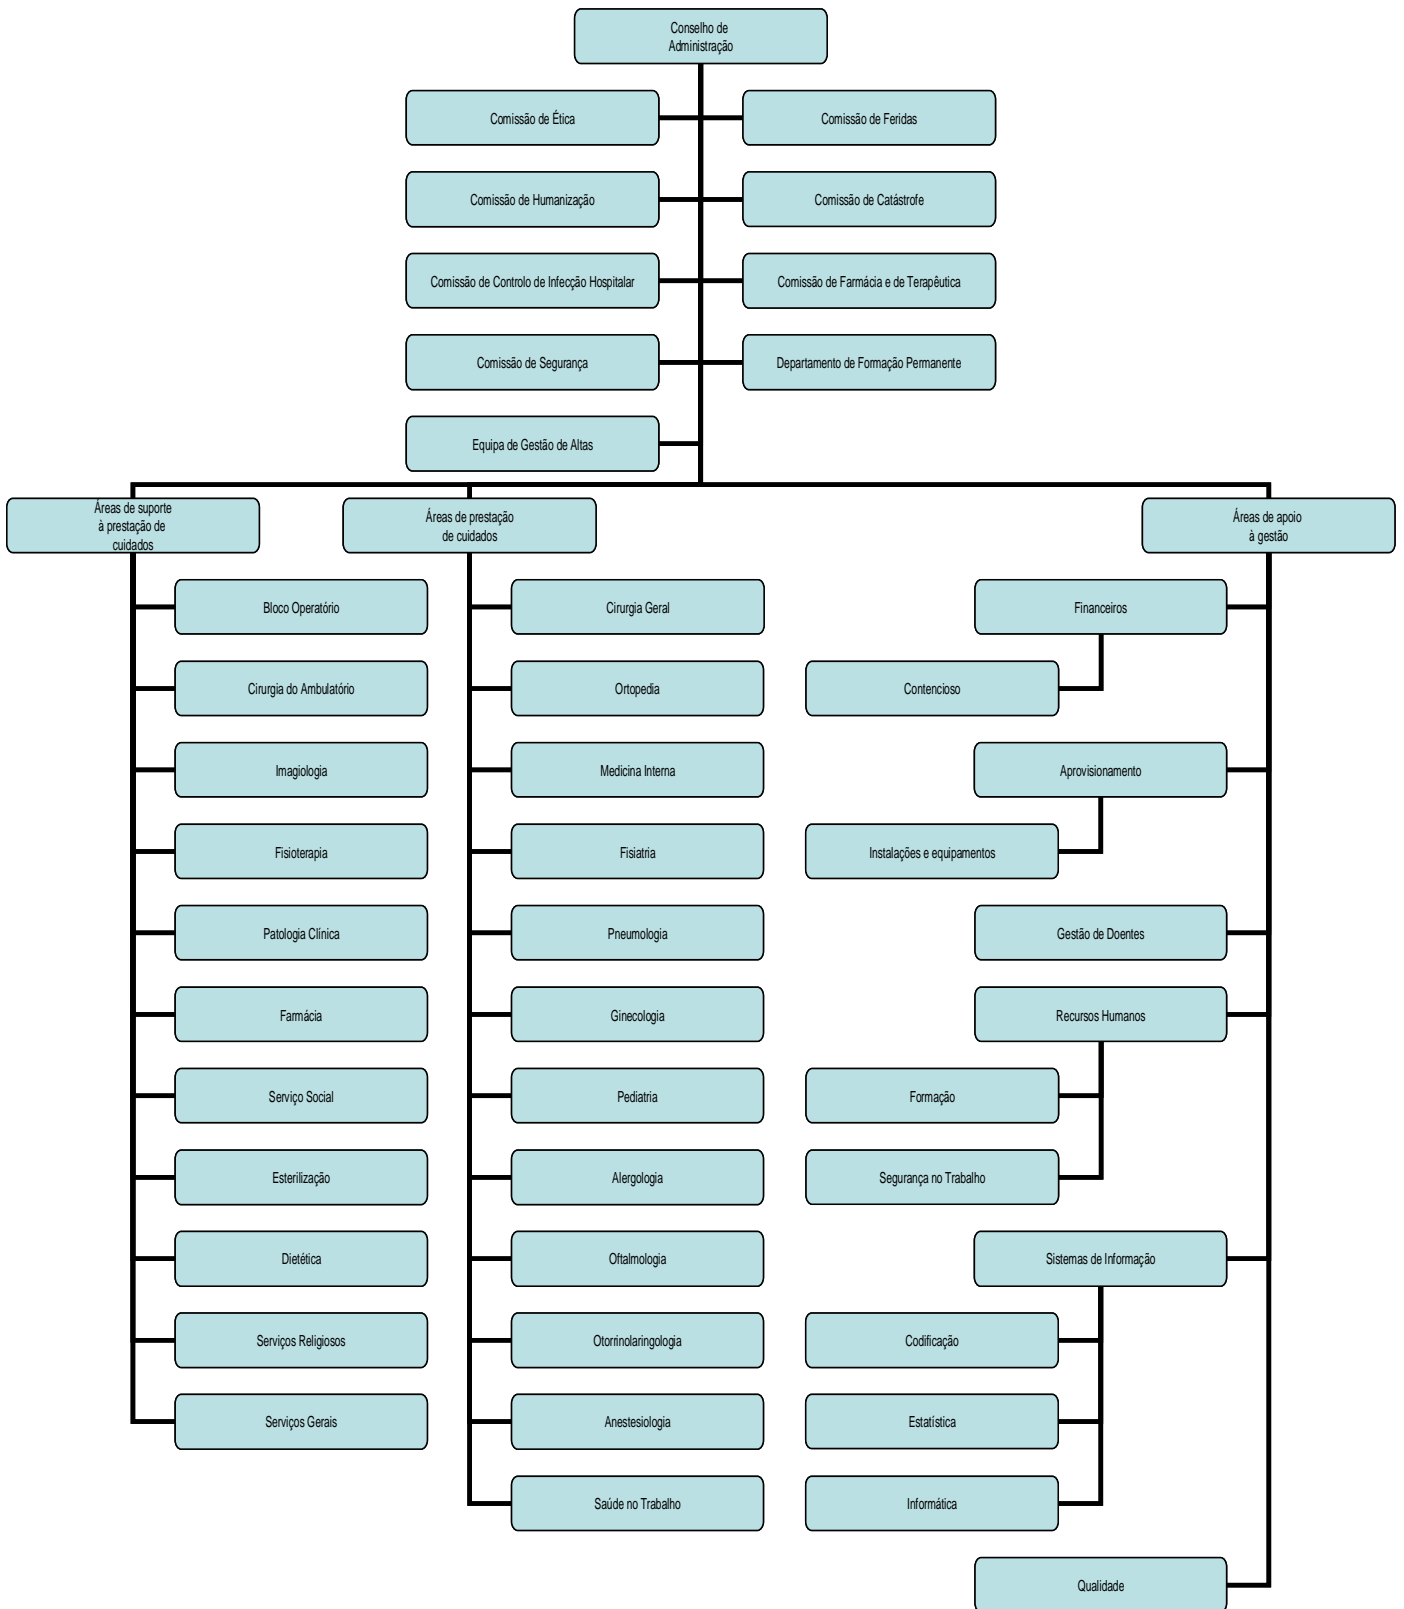 Conselho de
Administração
Comissão de Ética
Comissão de Feridas
Comissão de Humanização
Comissão de Catástrofe
Comissão de Controlo de Infecção Hospitalar
Comissão de Farmácia e de Terapêutica
Comissão de Segurança
Departamento de Formação Permanente
Equipa de Gestão de Altas
Áreas de suporte
à prestação de
cuidados
Áreas de prestação
de cuidados
Áreas de apoio
à gestão
Bloco Operatório
Cirurgia Geral
Financeiros
Cirurgia do Ambulatório
Ortopedia
Contencioso
Imagiologia
Medicina Interna
Aprovisionamento
Fisioterapia
Fisiatria
Instalações e equipamentos
Patologia Clínica
Pneumologia
Gestão de Doentes
Farmácia
Ginecologia
Recursos Humanos
Serviço Social
Pediatria
Formação
Esterilização
Alergologia
Segurança no Trabalho
Dietética
Oftalmologia
Sistemas de Informação
Serviços Religiosos
Otorrinolaringologia
Codificação
Serviços Gerais
Anestesiologia
Estatística
Saúde no Trabalho
Informática
Qualidade